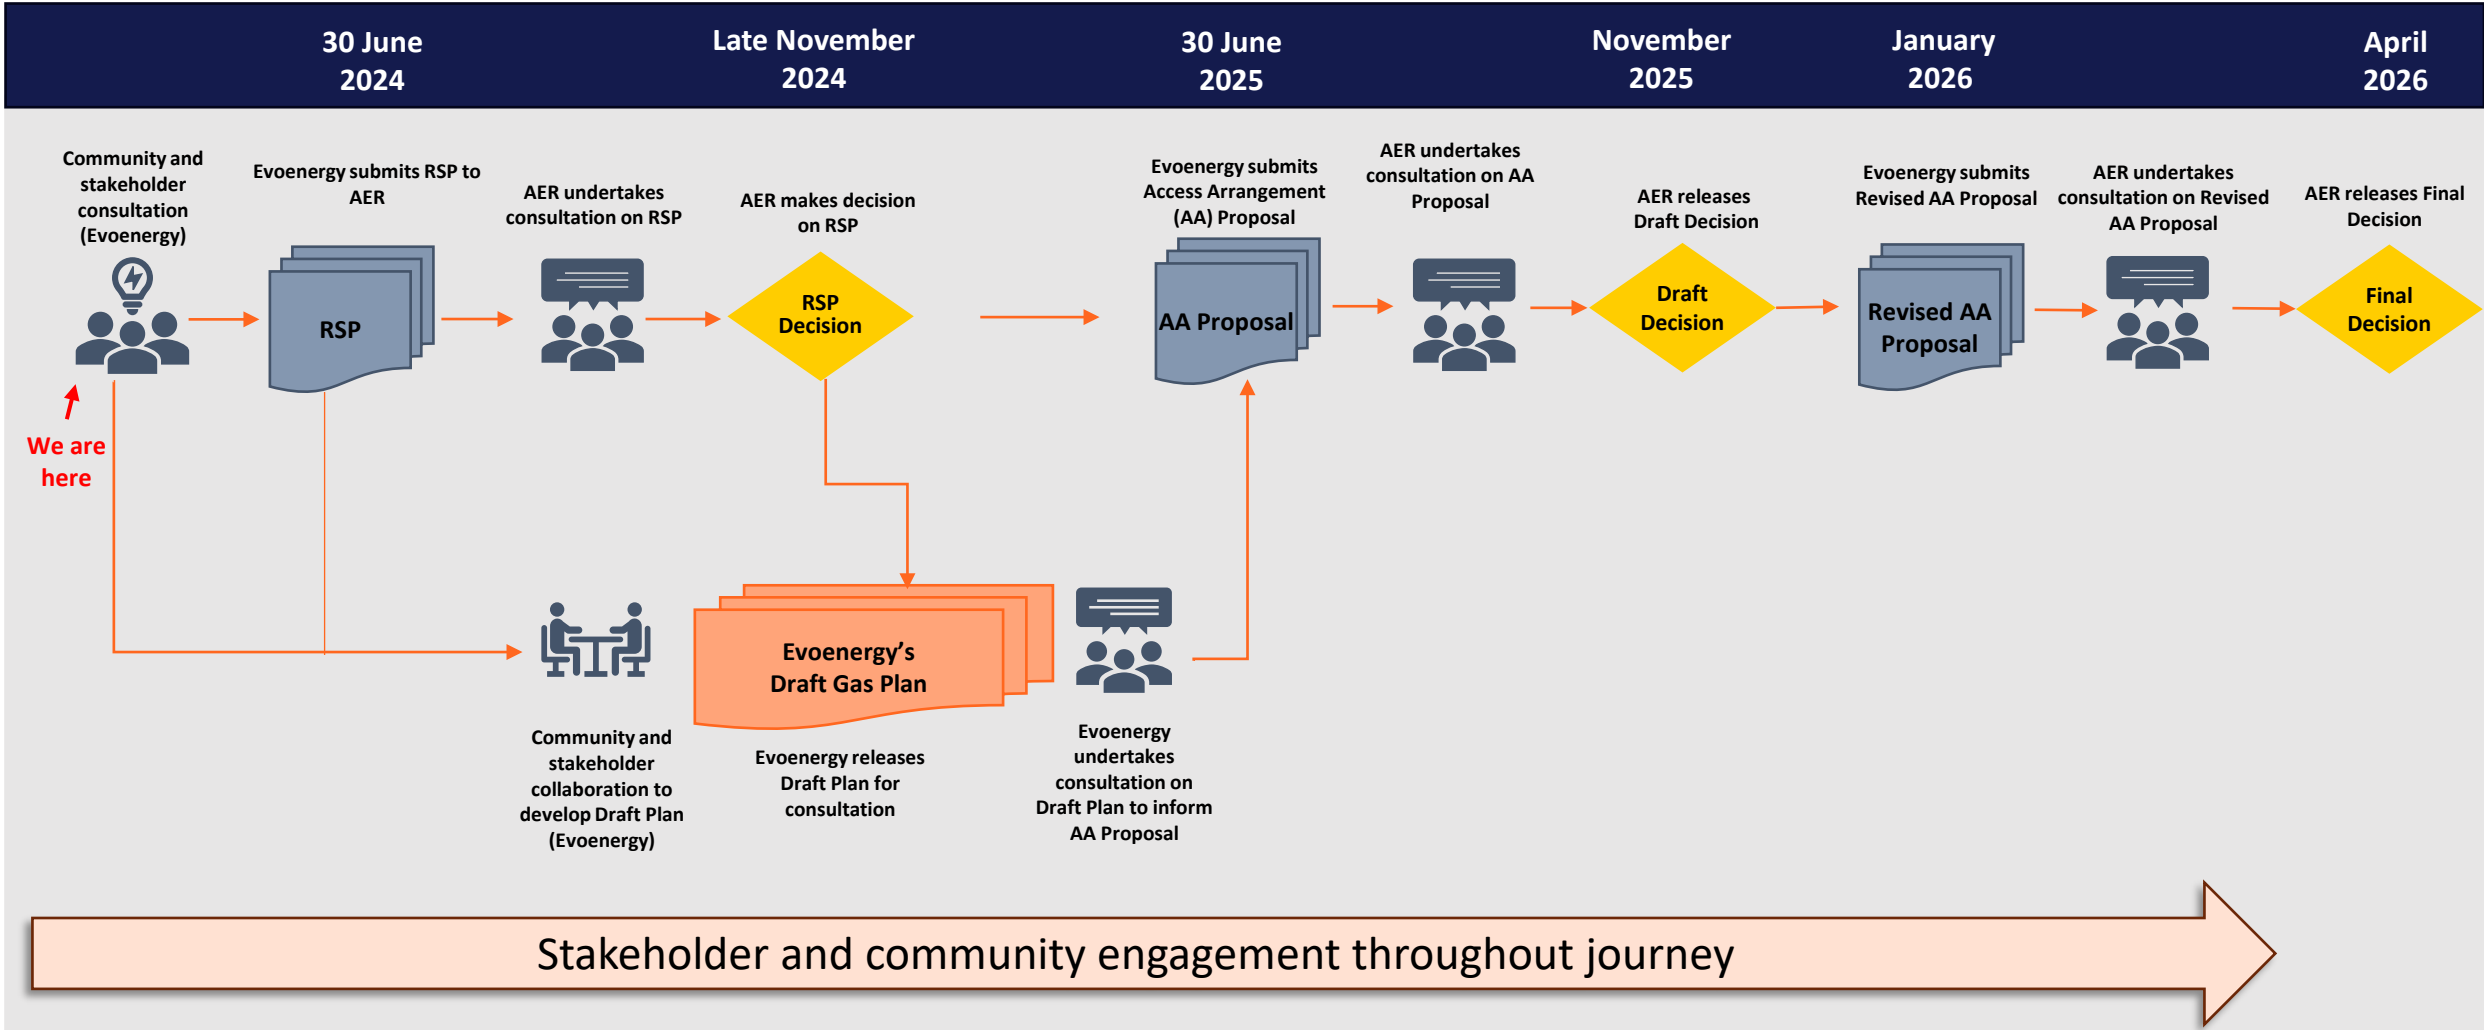 30 June
2024
Late November
2024
30 June
2025
November
2025
January
2026
April
2026
Community and
stakeholder
consultation
(Evoenergy)
Evoenergy submits RSP to
AER
AER undertakes
consultation on RSP
AER makes decision
on RSP
Evoenergy submits
Access Arrangement
(AA) Proposal
AER undertakes
consultation on AA
Proposal
AER releases
Draft Decision
Evoenergy submits
Revised AA Proposal
AER undertakes
consultation on Revised
AA Proposal
AER releases Final
Decision
RSP
RSP
Decision
AA Proposal
Draft
Decision
Revised AA
Proposal
Final
Decision
We are
here
Evoenergy's
Draft Gas Plan
Community and
stakeholder
collaboration to
develop Draft Plan
(Evoenergy)
Evoenergy releases
Draft Plan for
consultation
Evoenergy
undertakes
consultation on
Draft Plan to inform
AA Proposal
Stakeholder and community engagement throughout journey